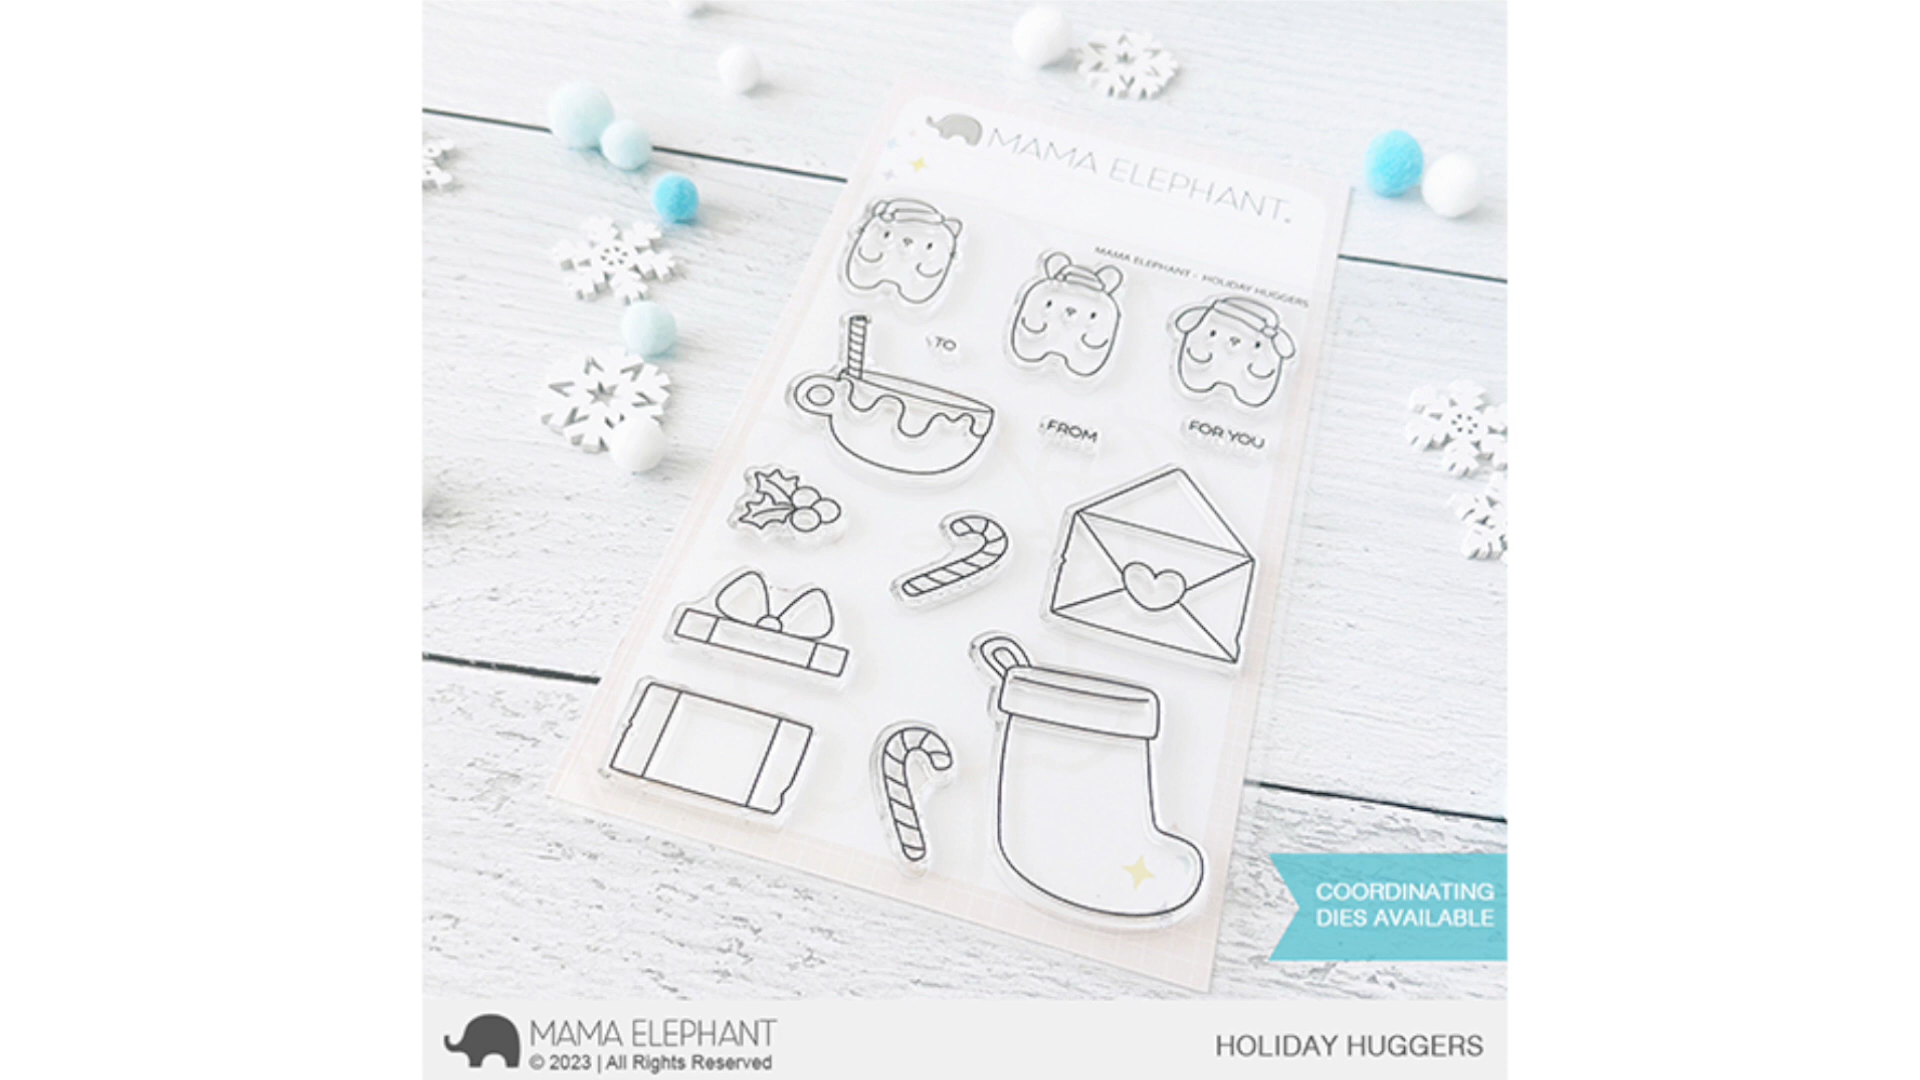 MAMA ELEPHANT.
MAMA ELEPHANT - HOLIDAY HUGGERS
TO
FROM
FOR YOU
COORDINATING
DIES AVAILABLE
MAMA ELEPHANT
© 2023 | All Rights Reserved
HOLIDAY HUGGERS